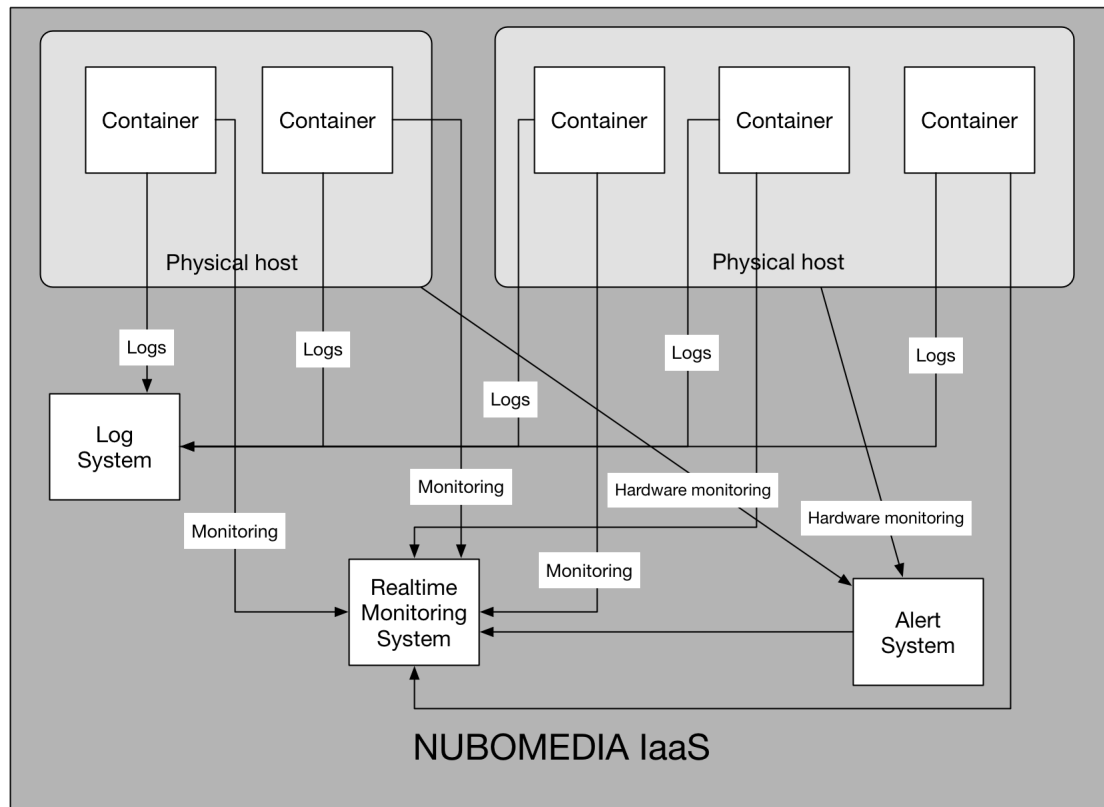 Container
Container
Container
Container
Container
Physical host
Physical host
Logs
Logs
Logs
Logs
Logs
Log
System
Monitoring
Hardware monitoring
Hardware monitoring
Monitoring
Monitoring
Realtime
Monitoring
System
Alert
System
NUBOMEDIA IaaS